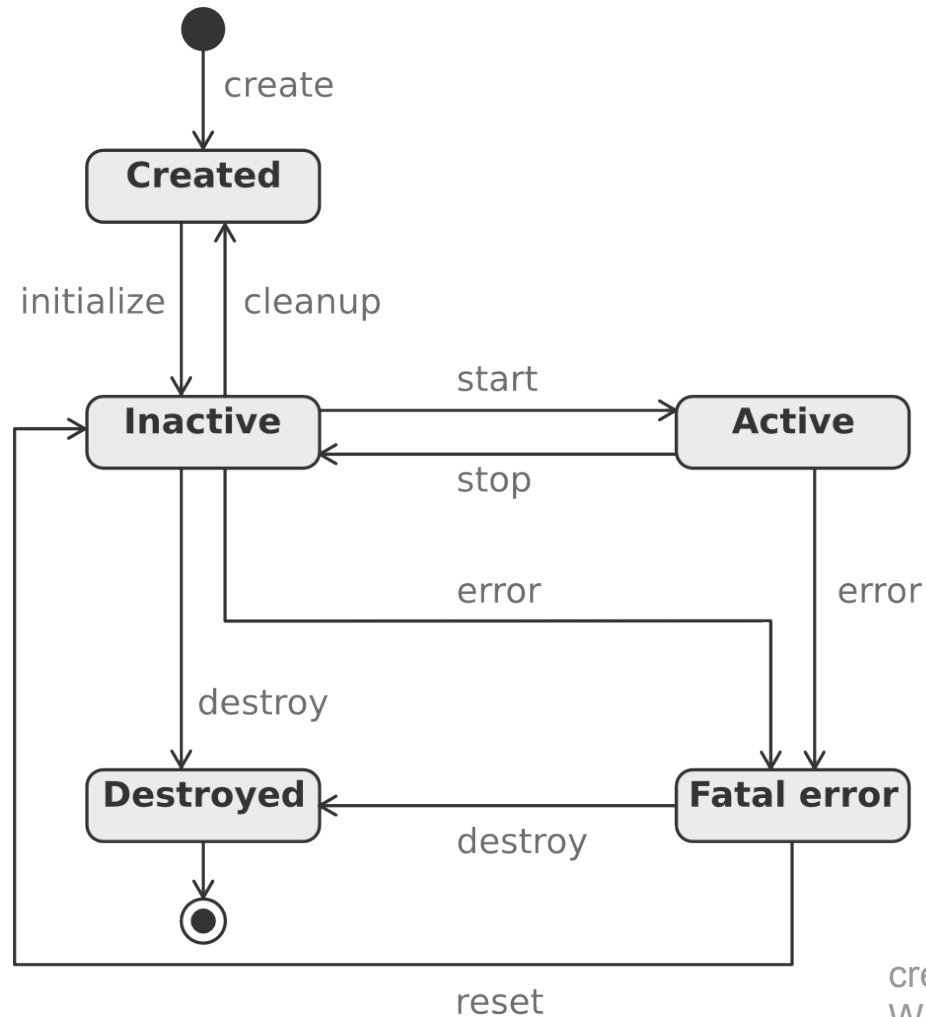 create
Created
initialize
cleanup
start
Inactive
Active
stop
error
error
destroy
Destroyed
Fatal error
destroy
reset